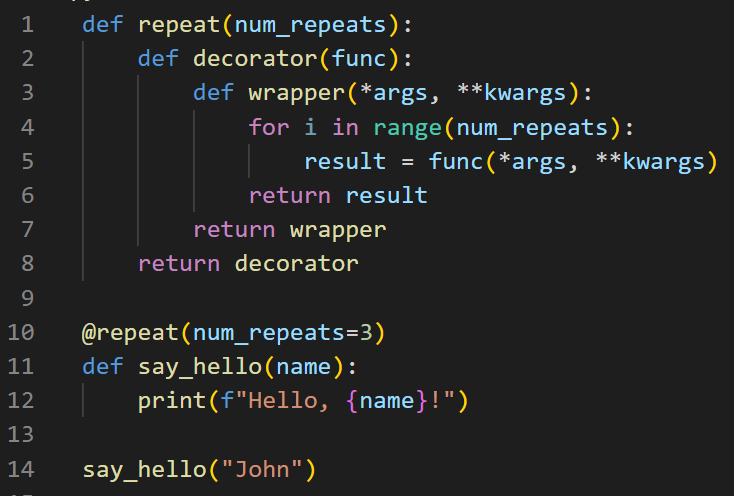 1 def repeat(num_repeats):
2     def decorator(func):
3         def wrapper(*args, **kwargs):
4             for i in range(num_repeats):
5                 result = func(*args, **kwargs)
6             return result
7         return wrapper
8     return decorator
9
10 @repeat(num_repeats=3)
11 def say_hello(name):
12     print(f"Hello, {name}!")
13
14 say_hello("John")